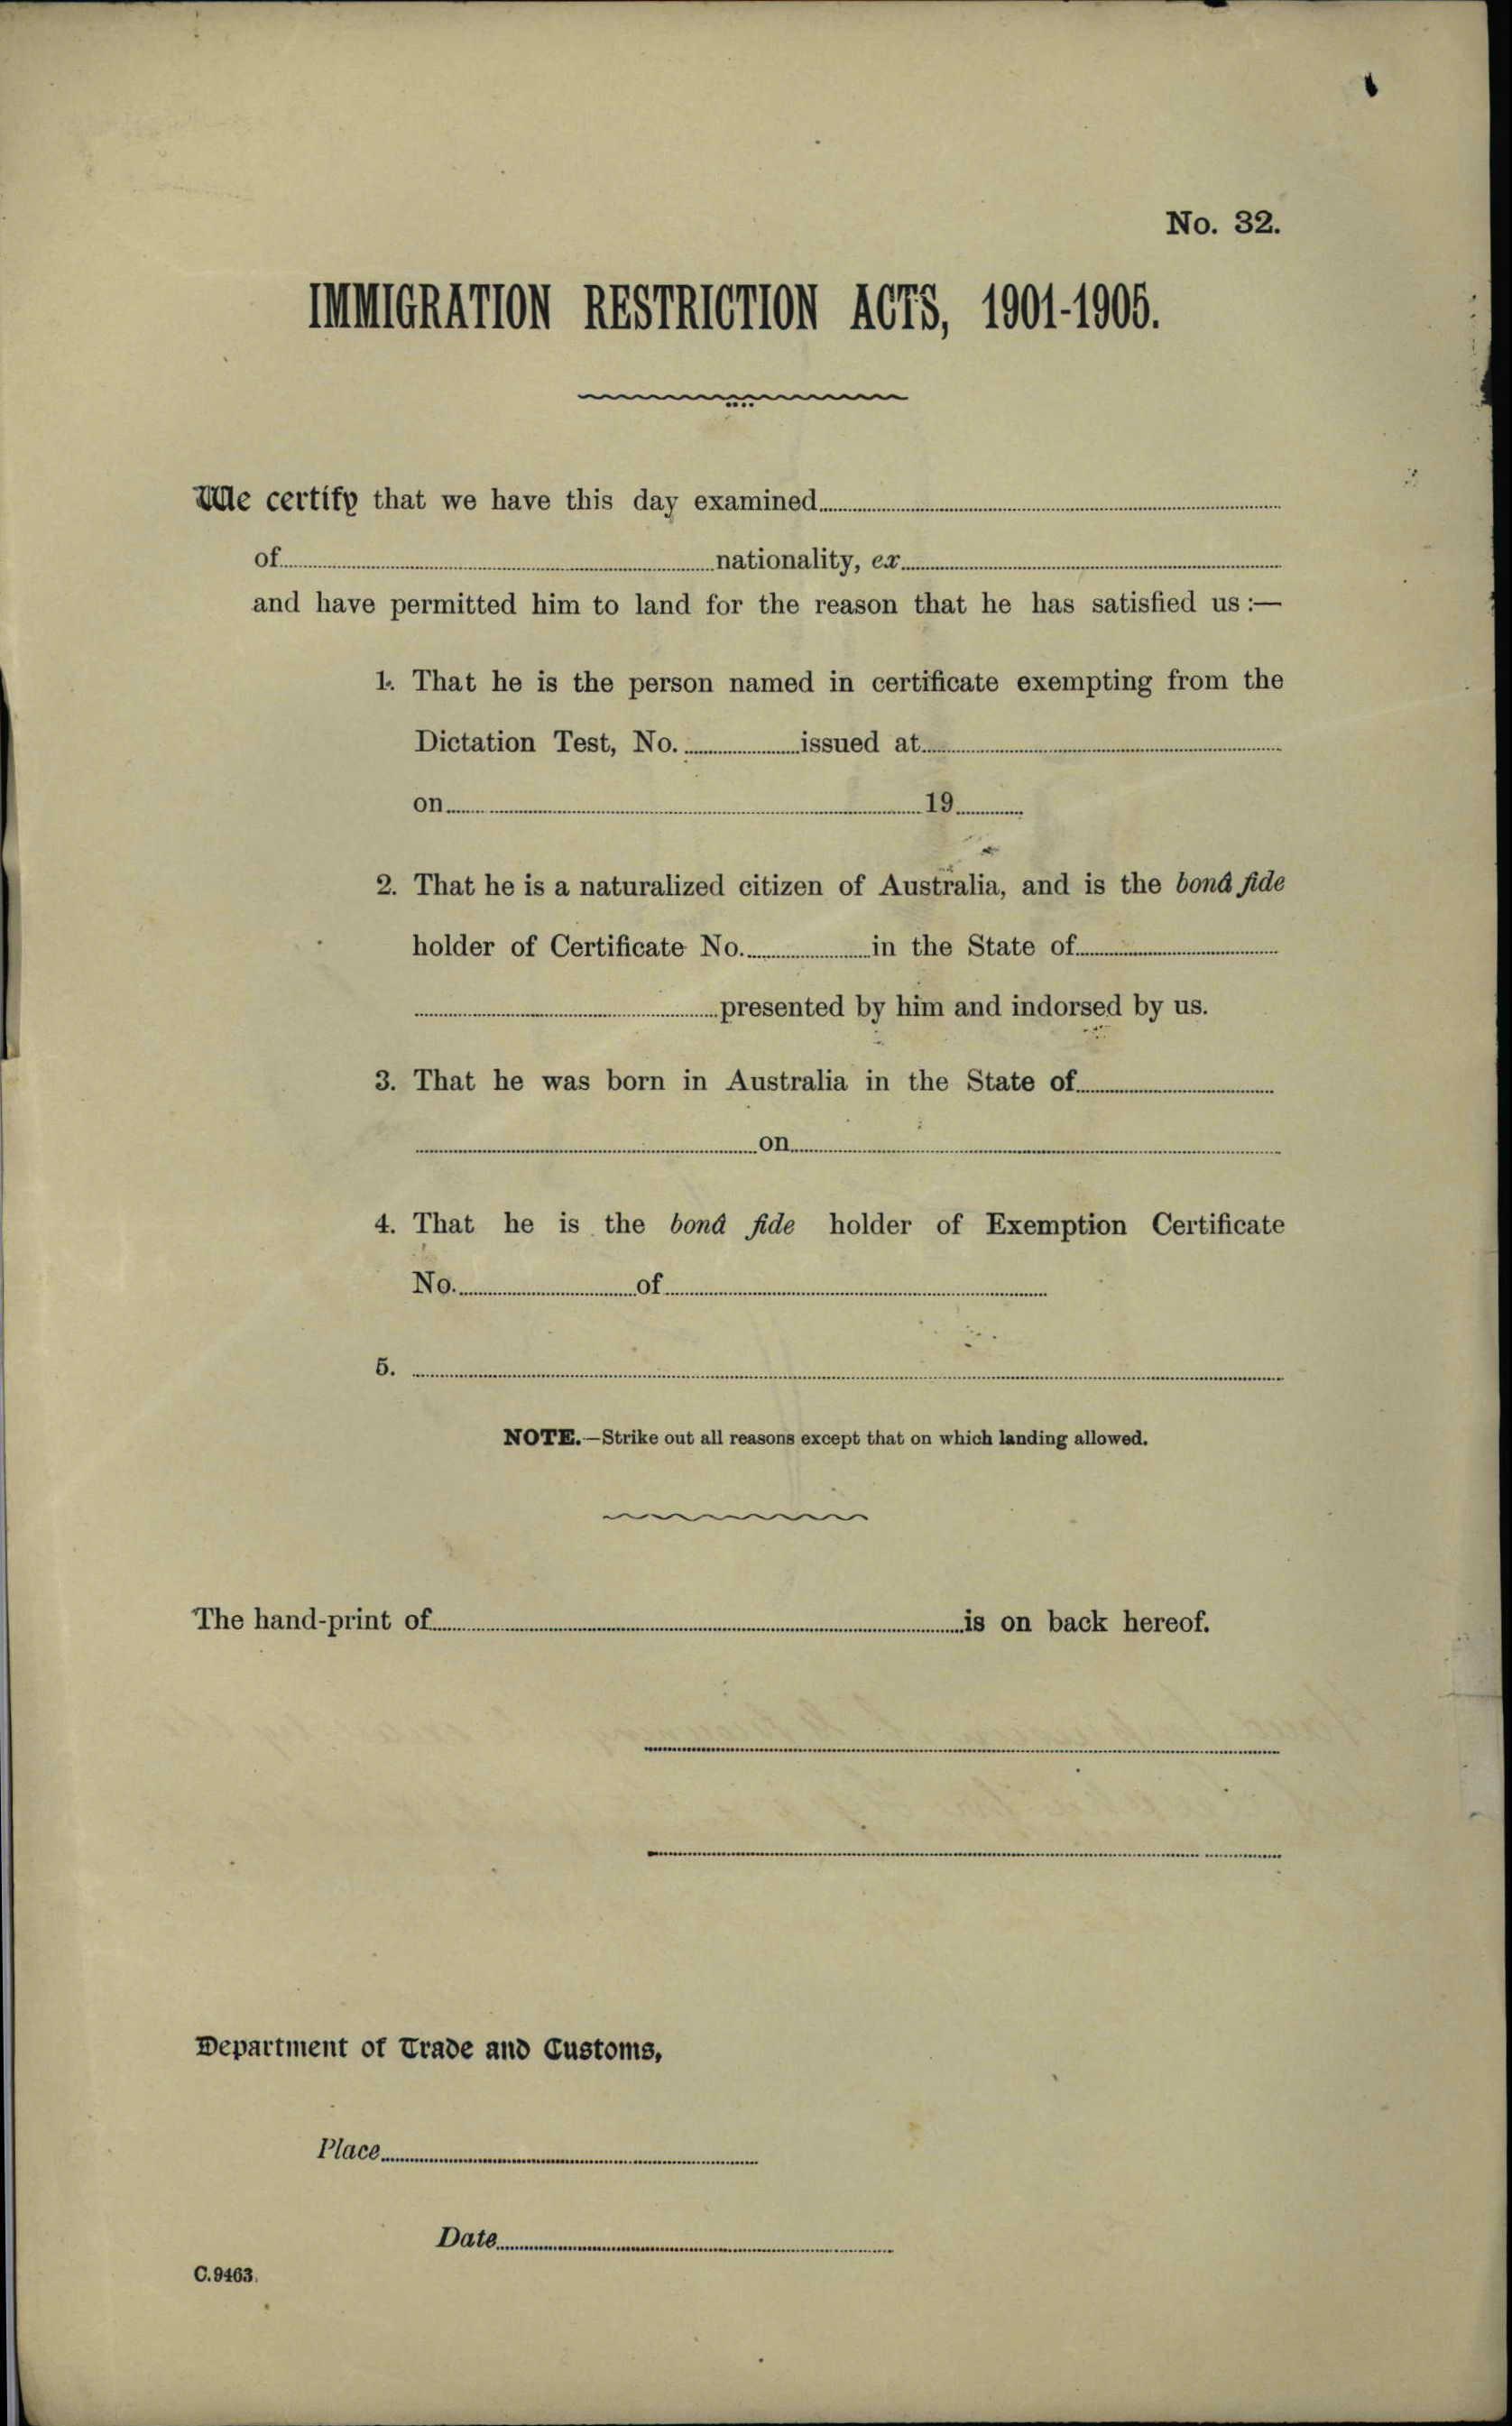 No. 32.
IMMIGRATION RESTRICTION ACTS, 1901-1905.
We certify that we have this day examined
of nationality, ex
and have permitted him to land for the reason that he has satisfied us :—
1. That he is the person named in certificate exempting from the
Dictation Test, No. issued at
on 19
2. That he is a naturalized citizen of Australia, and is the bonâ fide
holder of Certificate No. in the State of
presented by him and indorsed by us.
3. That he was born in Australia in the State of
on
4. That he is the bonâ fide holder of Exemption Certificate
No. of
5.
NOTE.—Strike out all reasons except that on which landing allowed.
The hand-print of is on back hereof.
Department of Trade and Customs,
Place
Date
C.9463.